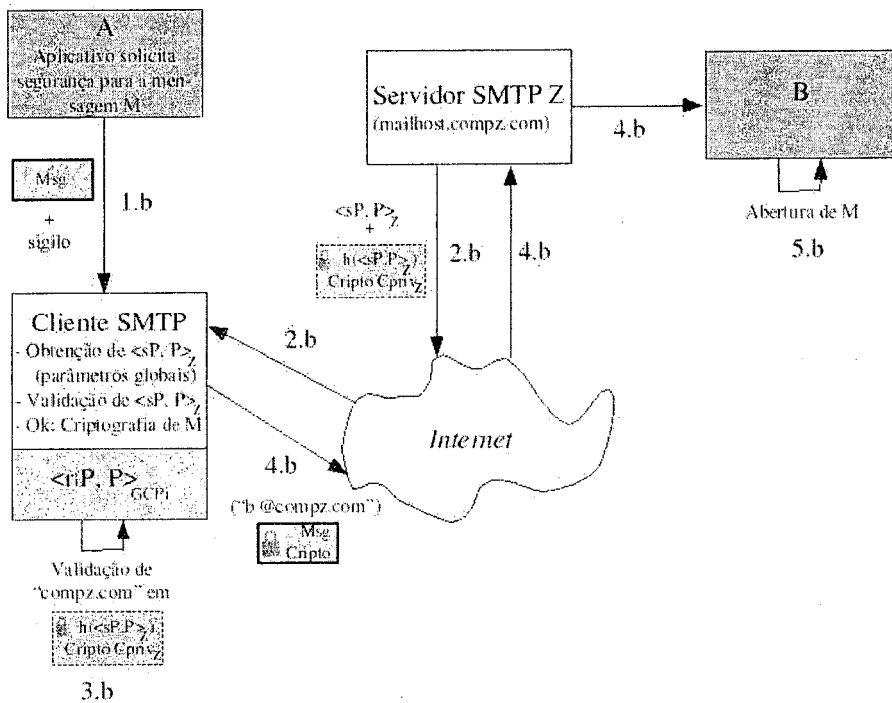 A
Aplicativo solicita
segurança para a men-
sagem M
Msg
+
sigilo
1.b
Servidor SMTP Z
(mailhost.compz.com)
4.b
B
Abertura de M
5.b
<sP, P>Z
+
h(<sP,P>Z)
Cripto CprivZ
2.b
4.b
Cliente SMTP
- Obtenção de <sP, P>Z
(parâmetros globais)
- Validação de <sP, P>Z
- Ok: Criptografia de M
<riP, P>GCPi
2.b
4.b
Internet
("b @compz.com")
Msg
Cripto
Validação de
"compz.com" em
h(<sP,P>Z)
Cripto CprivZ
3.b